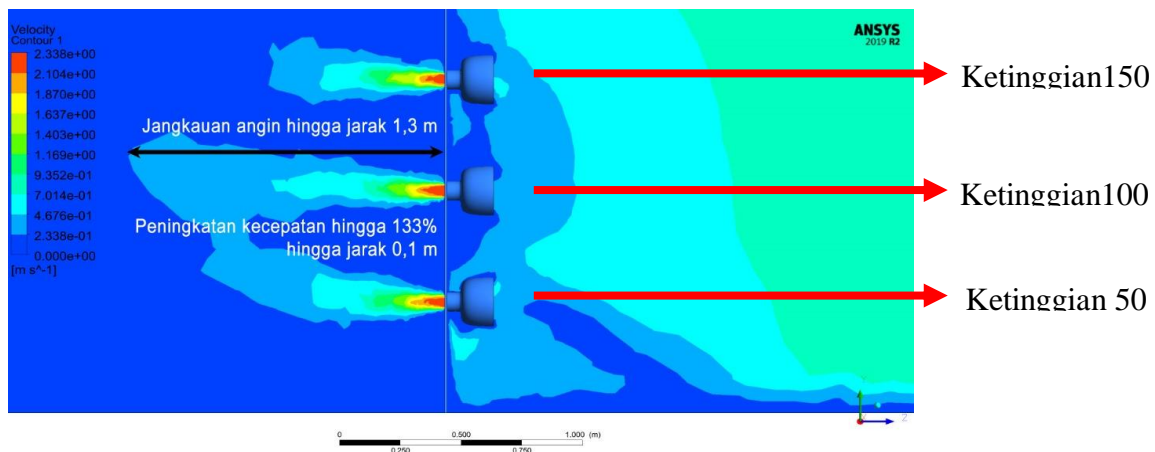 Velocity
Contour 1
2.338e+00
2.104e+00
1.870e+00
1.637e+00
1.403e+00
1.169e+00
9.352e-01
7.014e-01
4.676e-01
2.338e-01
0.000e+00
[m s^-1]
ANSYS
2019 R2
Ketinggian150
Jangkauan angin hingga jarak 1,3 m
Ketinggian100
Peningkatan kecepatan hingga 133%
hingga jarak 0,1 m
Ketinggian 50
Z
0 0.500 1.000 (m)
0.250 0.750